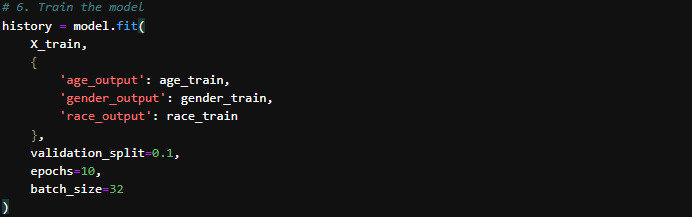 # 6. Train the model
history = model.fit(
    X_train,
    {
        'age_output': age_train,
        'gender_output': gender_train,
        'race_output': race_train
    },
    validation_split=0.1,
    epochs=10,
    batch_size=32
)